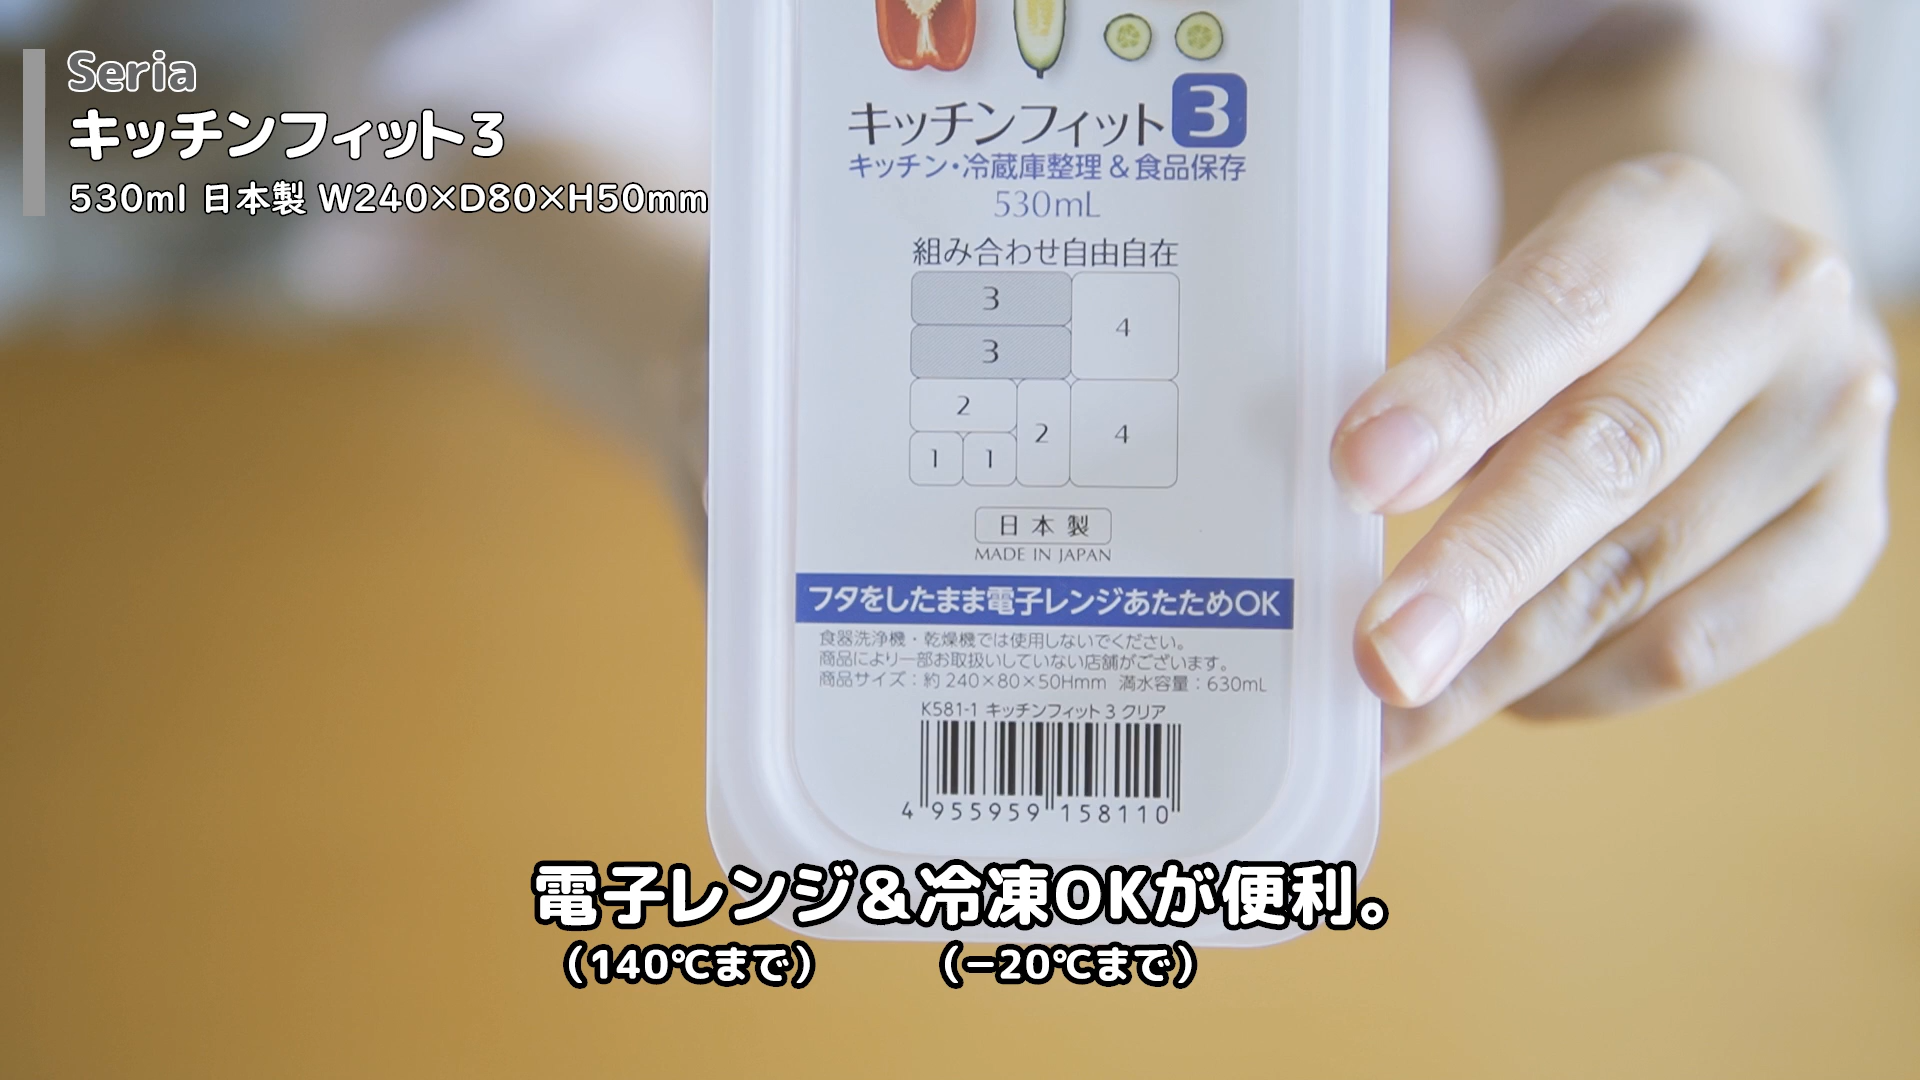 Seria
キッチンフィット3
530ml 日本製 W240×D80×H50mm
キッチンフィット3
キッチン・冷蔵庫整理&食品保存
530mL
組み合わせ自由自在
3
4
3
2
2
4
1
1
日本製
MADE IN JAPAN
フタをしたまま電子レンジあたためOK
食器洗浄機・乾燥機では使用しないでください。
商品により一部お取扱いしていない店舗がございます。
商品サイズ：約240×80×50Hmm 満水容量：630mL
K581-1 キッチンフィット3 クリア
4 955959 158110
電子レンジ&冷凍OKが便利。
（140℃まで） （−20℃まで）